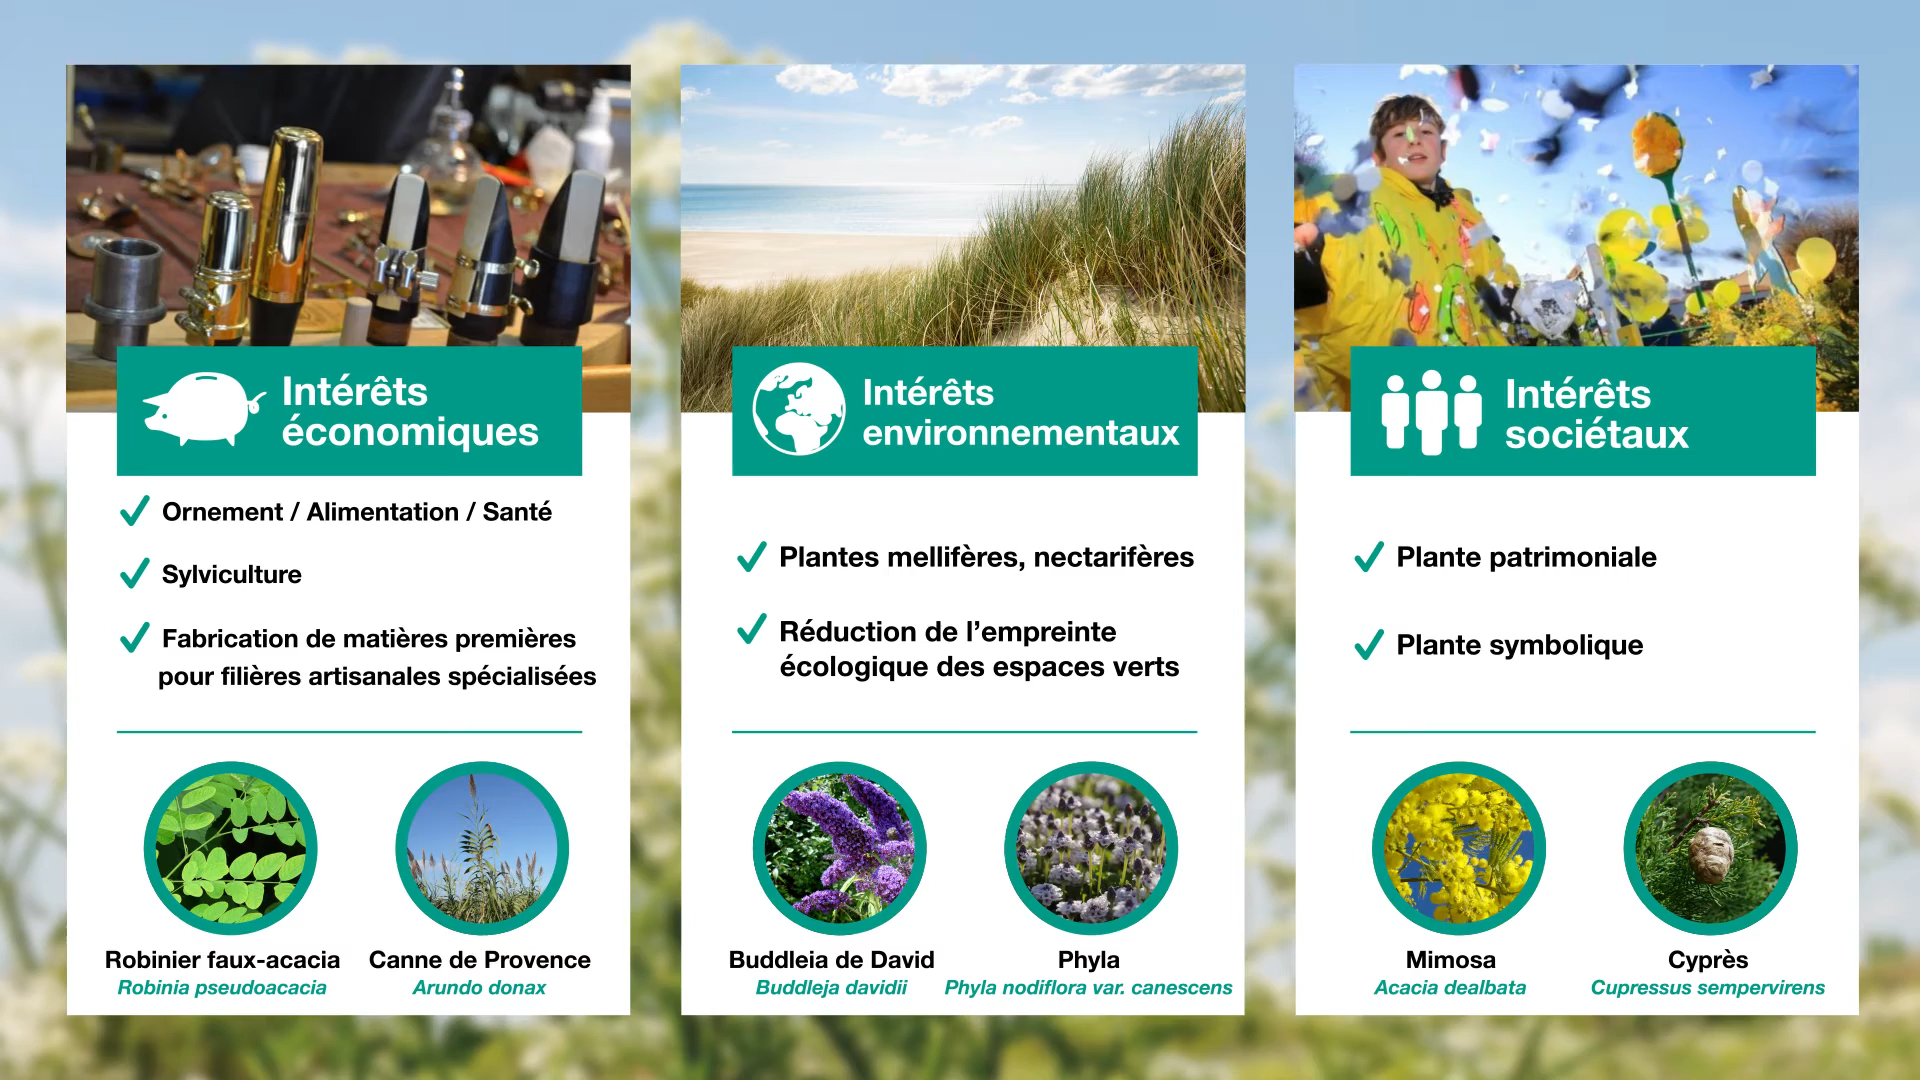 Intérêts
économiques
Ornement / Alimentation / Santé
Sylviculture
Fabrication de matières premières
pour filières artisanales spécialisées
Robinier faux-acacia
Robinia pseudoacacia
Canne de Provence
Arundo donax
Intérêts
environnementaux
Plantes mellifères, nectarifères
Réduction de l’empreinte
écologique des espaces verts
Buddleia de David
Buddleja davidii
Phyla
Phyla nodiflora var. canescens
Intérêts
sociétaux
Plante patrimoniale
Plante symbolique
Mimosa
Acacia dealbata
Cyprès
Cupressus sempervirens